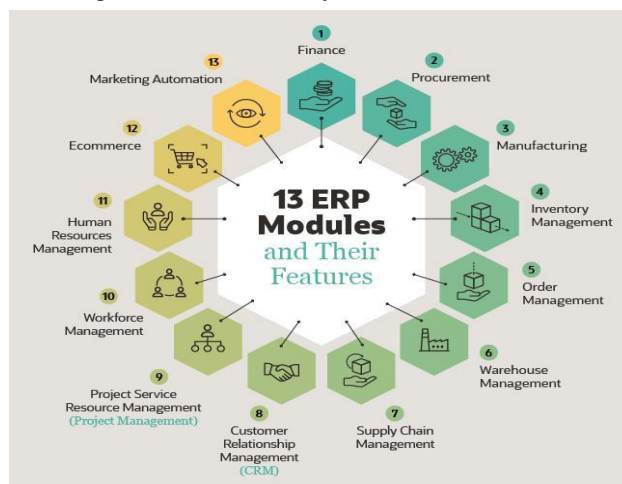 13 ERP
Modules
and Their
Features
1
Finance
2
Procurement
3
Manufacturing
4
Inventory
Management
5
Order
Management
6
Warehouse
Management
7
Supply Chain
Management
8
Customer
Relationship
Management
(CRM)
9
Project Service
Resource Management
(Project Management)
10
Workforce
Management
11
Human
Resources
Management
12
Ecommerce
13
Marketing Automation